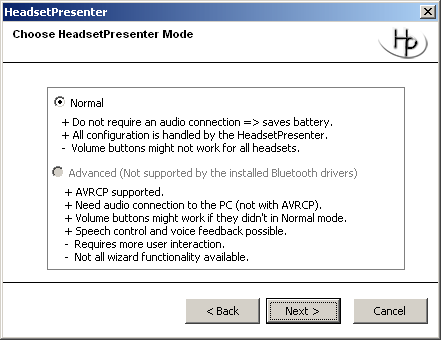 HeadsetPresenter
Choose HeadsetPresenter Mode
Hp
Normal
+ Do not require an audio connection => saves battery.
+ All configuration is handled by the HeadsetPresenter.
- Volume buttons might not work for all headsets.
Advanced (Not supported by the installed Bluetooth drivers)
+ AVRCP supported.
+ Need audio connection to the PC (not with AVRCP).
+ Volume buttons might work if they didn't in Normal mode.
+ Speech control and voice feedback possible.
- Requires more user interaction.
- Not all wizard functionality available.
< Back
Next >
Cancel